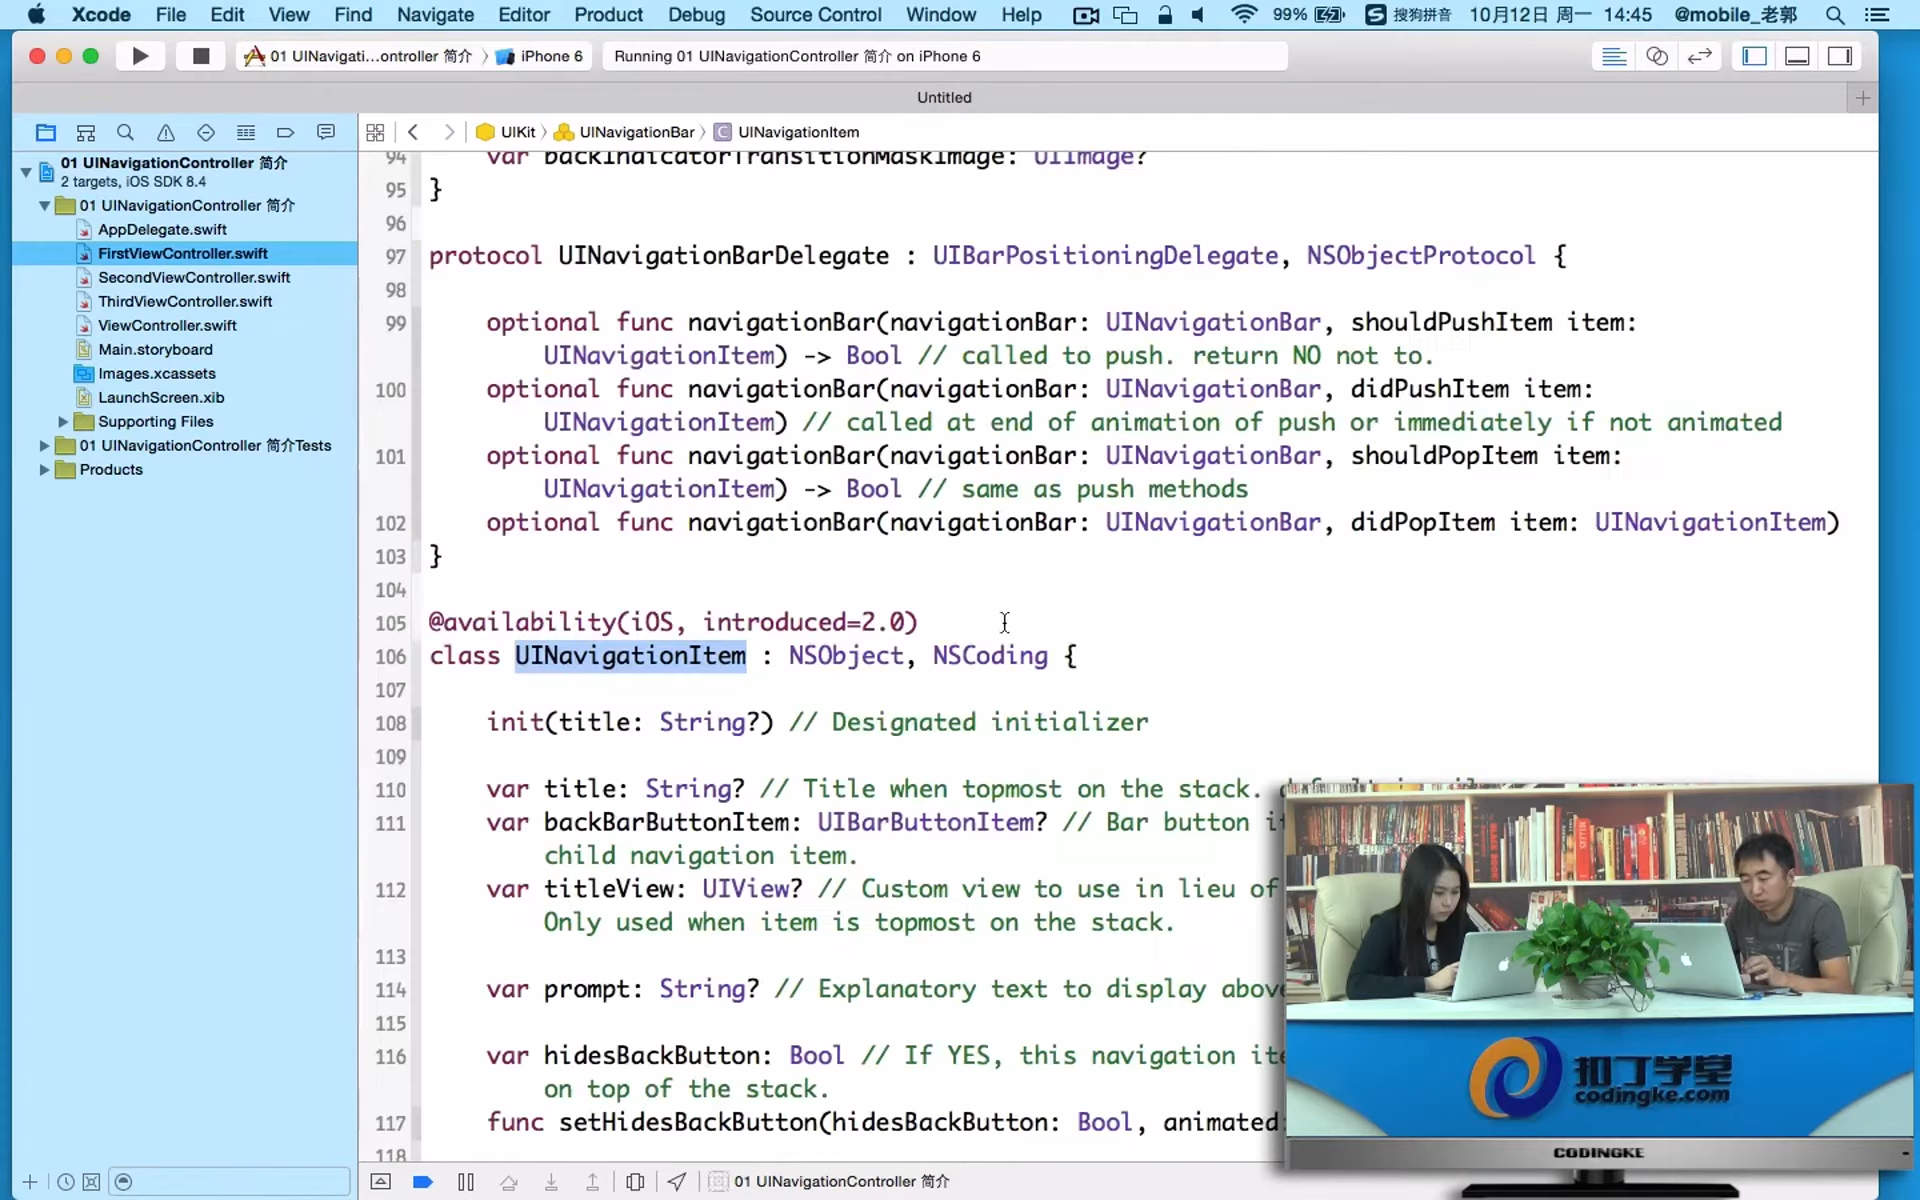 Xcode File Edit View Find Navigate Editor Product Debug Source Control Window Help 99% S 搜狗拼音 10月12日 周一 14:45 @mobile_老郭
01 UINavigati...ontroller 简介 〉 iPhone 6 Running 01 UINavigationController 简介 on iPhone 6
Untitled
UIKit 〉 UINavigationBar 〉 C UINavigationItem
01 UINavigationController 简介
2 targets, iOS SDK 8.4
01 UINavigationController 简介
AppDelegate.swift
FirstViewController.swift
SecondViewController.swift
ThirdViewController.swift
ViewController.swift
Main.storyboard
Images.xcassets
LaunchScreen.xib
Supporting Files
01 UINavigationController 简介Tests
Products
94 var backIndicatorTransitionMaskImage: UIImage?
95 }
96
97 protocol UINavigationBarDelegate : UIBarPositioningDelegate, NSObjectProtocol {
98
99 optional func navigationBar(navigationBar: UINavigationBar, shouldPushItem item:
UINavigationItem) -> Bool // called to push. return NO not to.
100 optional func navigationBar(navigationBar: UINavigationBar, didPushItem item:
UINavigationItem) // called at end of animation of push or immediately if not animated
101 optional func navigationBar(navigationBar: UINavigationBar, shouldPopItem item:
UINavigationItem) -> Bool // same as push methods
102 optional func navigationBar(navigationBar: UINavigationBar, didPopItem item: UINavigationItem)
103 }
104
105 @availability(iOS, introduced=2.0)
106 class UINavigationItem : NSObject, NSCoding {
107
108 init(title: String?) // Designated initializer
109
110 var title: String? // Title when topmost on the stack.
111 var backBarButtonItem: UIBarButtonItem? // Bar button
child navigation item.
112 var titleView: UIView? // Custom view to use in lieu of
Only used when item is topmost on the stack.
113
114 var prompt: String? // Explanatory text to display above
115
116 var hidesBackButton: Bool // If YES, this navigation
on top of the stack.
117 func setHidesBackButton(hidesBackButton: Bool, animated:
118
01 UINavigationController 简介
扣丁学堂
codingke.com
CODINGKE